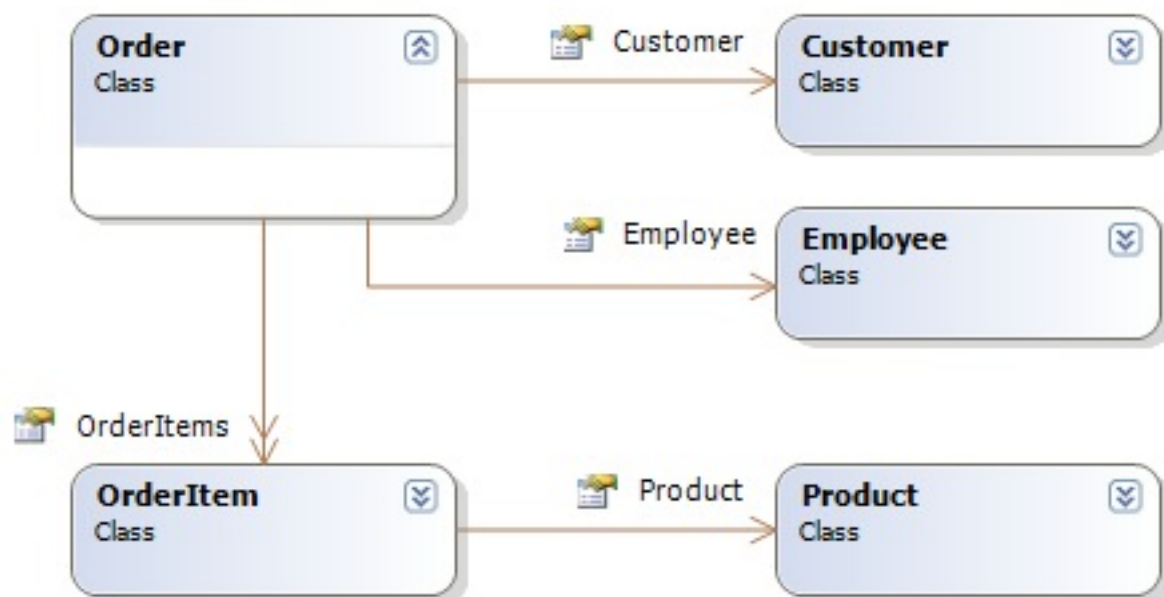 Order
Class
Customer
Customer
Class
Employee
Employee
Class
OrderItems
OrderItem
Class
Product
Product
Class